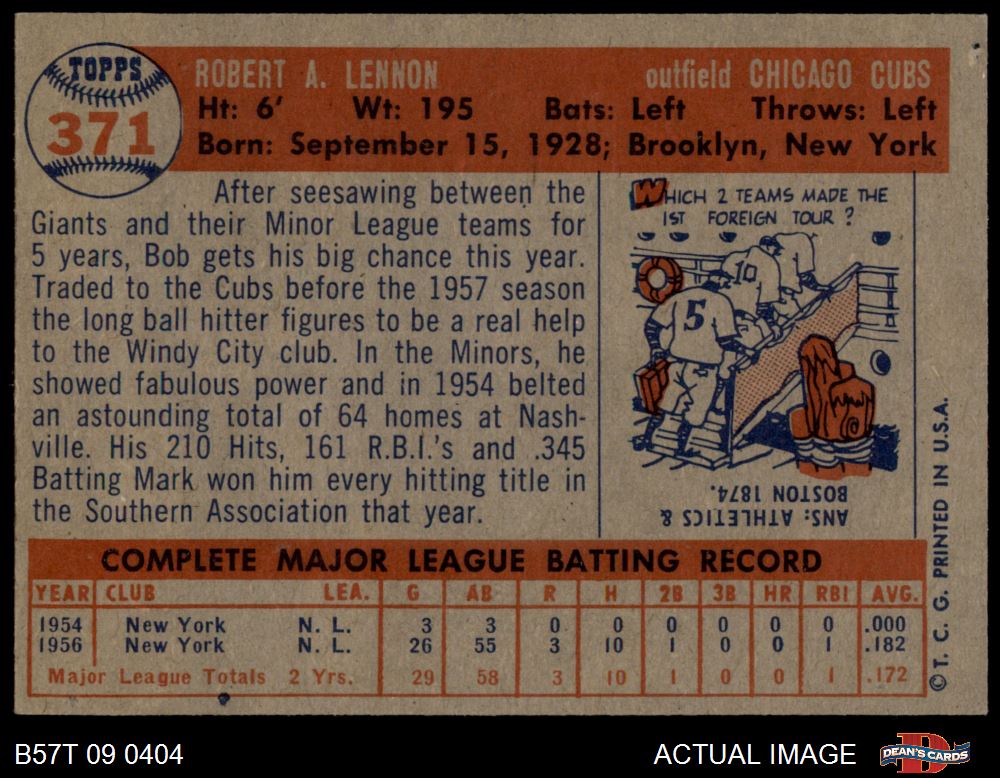 TOPPS
371
ROBERT A. LENNON outfield CHICAGO CUBS
Ht: 6' Wt: 195 Bats: Left Throws: Left
Born: September 15, 1928; Brooklyn, New York
After seesawing between the
Giants and their Minor League teams for
5 years, Bob gets his big chance this year.
Traded to the Cubs before the 1957 season
the long ball hitter figures to be a real help
to the Windy City club. In the Minors, he
showed fabulous power and in 1954 belted
an astounding total of 64 homes at Nash-
ville. His 210 Hits, 161 R.B.I.'s and .345
Batting Mark won him every hitting title in
the Southern Association that year.
WHICH 2 TEAMS MADE THE
1ST FOREIGN TOUR ?
10
5
ANS: ATHLETICS &
BOSTON 1874.
COMPLETE MAJOR LEAGUE BATTING RECORD
YEAR CLUB LEA. G AB R H 2B 3B HR RBI AVG.
1954 New York N. L. 3 3 0 0 0 0 0 0 .000
1956 New York N. L. 26 55 3 10 1 0 0 1 .182
Major League Totals 2 Yrs. 29 58 3 10 1 0 0 1 .172
© T. C. G. PRINTED IN U.S.A.
B57T 09 0404 ACTUAL IMAGE DEAN'S CARDS